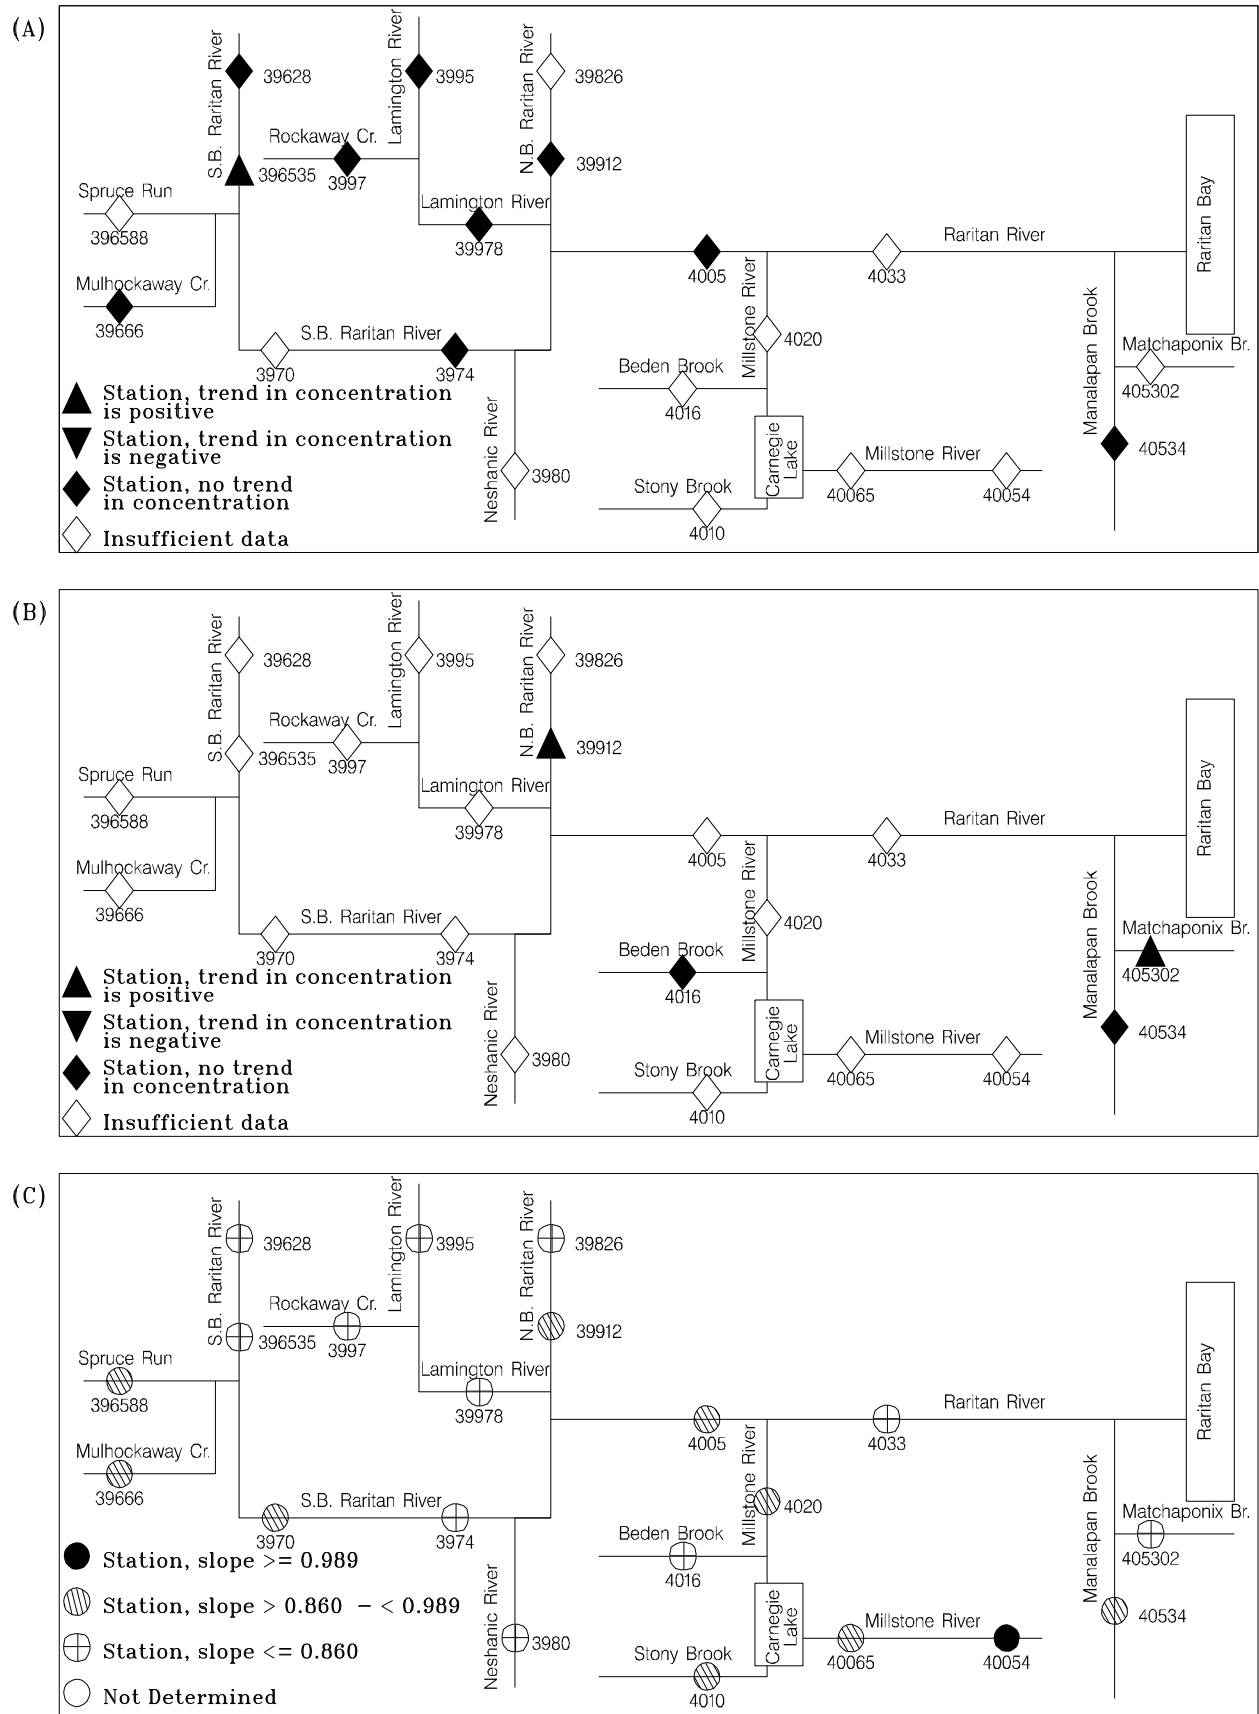 (A)
S.B. Raritan River
39628
Lamington River
3995
N.B. Raritan River
39826
Rockaway Cr.
3997
396535
39912
Spruce Run
396588
Lamington River
39978
Mulhockaway Cr.
39666
S.B. Raritan River
3970
3974
Neshanic River
3980
4005
Millstone River
4033
Raritan River
Raritan Bay
4020
Beden Brook
4016
Carnegie
Lake
Millstone River
40065
40054
Stony Brook
4010
Manalapan Brook
Matchaponix Br.
405302
40534
Station, trend in concentration
is positive
Station, trend in concentration
is negative
Station, no trend
in concentration
Insufficient data
(B)
S.B. Raritan River
39628
Lamington River
3995
N.B. Raritan River
39826
Rockaway Cr.
3997
396535
39912
Spruce Run
396588
Lamington River
39978
Mulhockaway Cr.
39666
S.B. Raritan River
3970
3974
Neshanic River
3980
4005
Millstone River
4033
Raritan River
Raritan Bay
4020
Beden Brook
4016
Carnegie
Lake
Millstone River
40065
40054
Stony Brook
4010
Manalapan Brook
Matchaponix Br.
405302
40534
Station, trend in concentration
is positive
Station, trend in concentration
is negative
Station, no trend
in concentration
Insufficient data
(C)
S.B. Raritan River
39628
Lamington River
3995
N.B. Raritan River
39826
Rockaway Cr.
3997
396535
39912
Spruce Run
396588
Lamington River
39978
Mulhockaway Cr.
39666
S.B. Raritan River
3970
3974
Neshanic River
3980
4005
Millstone River
4033
Raritan River
Raritan Bay
4020
Beden Brook
4016
Carnegie
Lake
Millstone River
40065
40054
Stony Brook
4010
Manalapan Brook
Matchaponix Br.
405302
40534
Station, slope >= 0.989
Station, slope > 0.860 - < 0.989
Station, slope <= 0.860
Not Determined